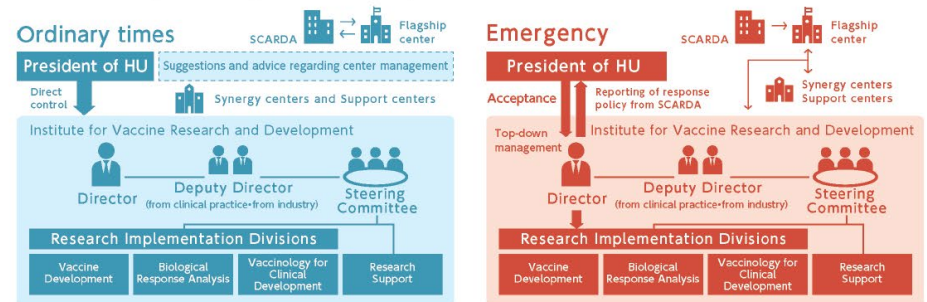 Ordinary times
SCARDA
Flagship
center
President of HU
Suggestions and advice regarding center management
Direct
control
Synergy centers and Support centers
Institute for Vaccine Research and Development
Director
Deputy Director
(from clinical practice•from industry)
Steering
Committee
Research Implementation Divisions
Vaccine
Development
Biological
Response Analysis
Vaccinology for
Clinical
Development
Research
Support
Emergency
SCARDA
Flagship
center
President of HU
Acceptance
Reporting of response
policy from SCARDA
Synergy centers
Support centers
Top-down
management
Institute for Vaccine Research and Development
Director
Deputy Director
(from clinical practice•from industry)
Steering
Committee
Research Implementation Divisions
Vaccine
Development
Biological
Response Analysis
Vaccinology for
Clinical
Development
Research
Support